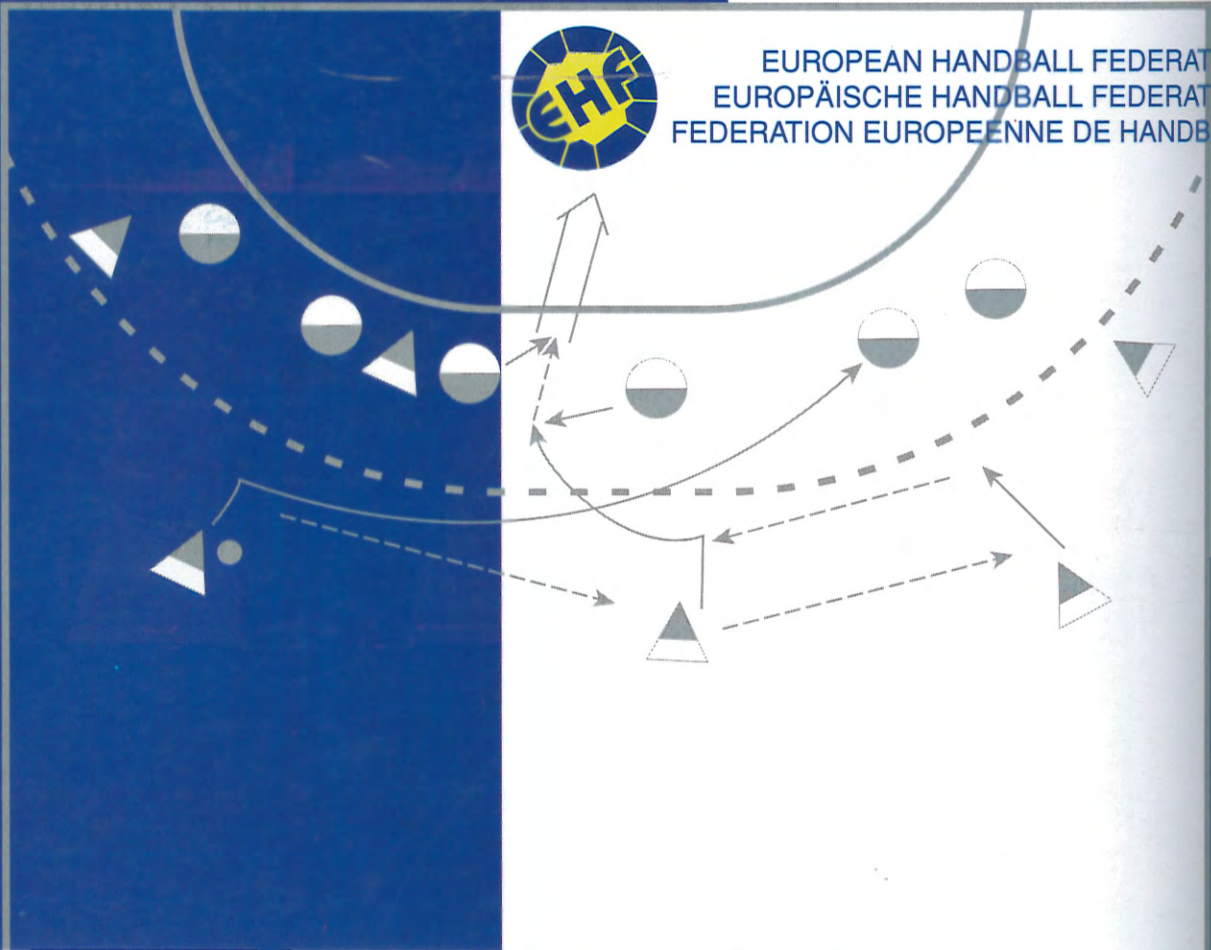 EHF
EUROPEAN HANDBALL FEDERAT
EUROPÄISCHE HANDBALL FEDERAT
FEDERATION EUROPEENNE DE HANDB